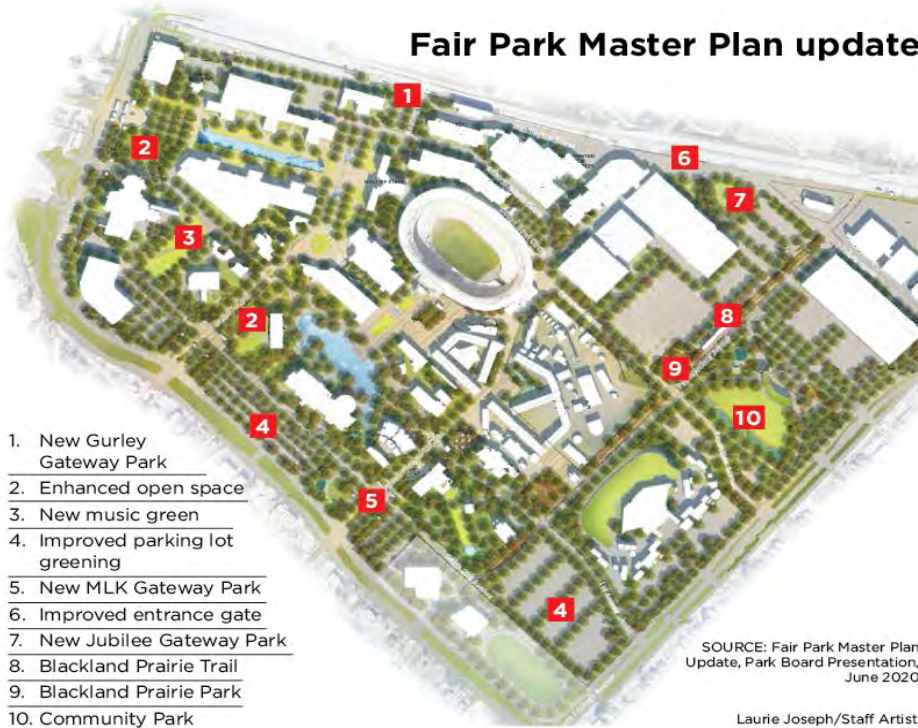 Fair Park Master Plan update
1
2
6
7
3
8
2
9
10
4
5
4
1. New Gurley
Gateway Park
2. Enhanced open space
3. New music green
4. Improved parking lot
greening
5. New MLK Gateway Park
6. Improved entrance gate
7. New Jubilee Gateway Park
8. Blackland Prairie Trail
9. Blackland Prairie Park
10. Community Park
SOURCE: Fair Park Master Plan
Update, Park Board Presentation,
June 2020
Laurie Joseph/Staff Artist